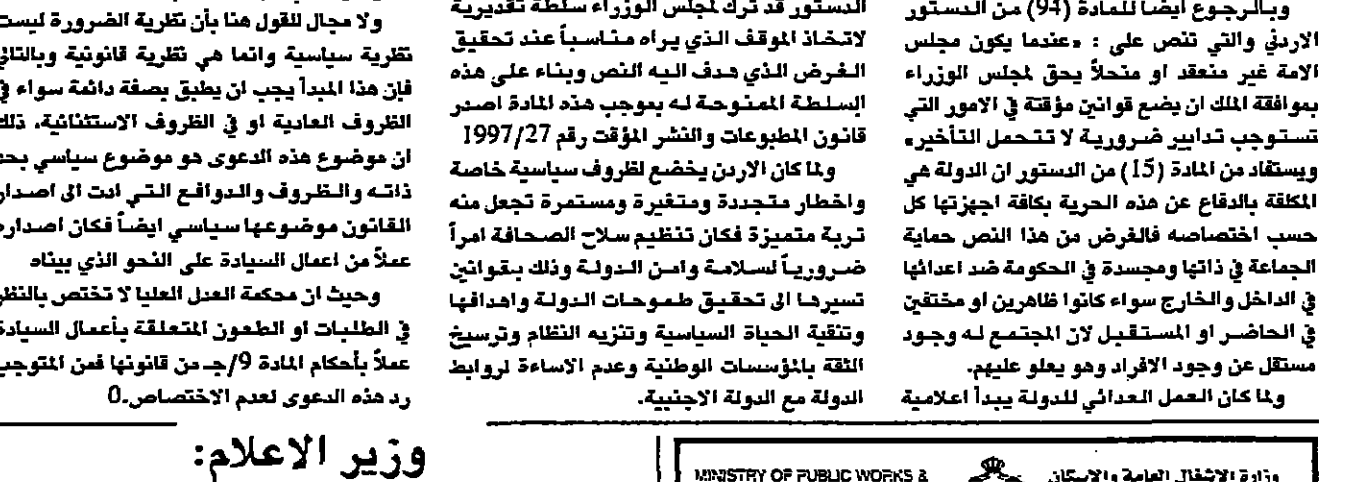 وبالرجوع ايضاً للمادة (94) من الدستور
الاردني والتي تنص على : «عندما يكون مجلس
الامة غير منعقد او منحلاً يحق لمجلس الوزراء
بموافقة الملك ان يضع قوانين مؤقتة في الامور التي
تستوجب تدابير ضرورية لا تتحمل التأخير»
ويستفاد من المادة (15) من الدستور ان الدولة هي
المكلفة بالدفاع عن هذه الحرية بكافة اجهزتها كل
حسب اختصاصه فالغرض من هذا النص حماية
الجماعة في ذاتها ومجسدة في الحكومة ضد اعدائها
في الداخل والخارج سواء كانوا ظاهرين او مختفين
في الحاضر او المستقبل لان المجتمع له وجود
مستقل عن وجود الافراد وهو يعلو عليهم.
ولما كان العمل العدائي للدولة يبدأ اعلامية
الدستور قد ترك لمجلس الوزراء سلطة تقديرية
لاتخاذ الموقف الذي يراه مناسباً عند تحقيق
الغرض الذي هدف اليه النص وبناء على هذه
السلطة الممنوحة له بموجب هذه المادة اصدر
قانون المطبوعات والنشر المؤقت رقم 1997/27
ولما كان الاردن يخضع لظروف سياسية خاصة
واخطار متجددة ومتغيرة ومستمرة تجعل منه
تربة متميزة فكان تنظيم سلاح الصحافة امراً
ضرورياً لسلامة وامن الدولة وذلك بقوانين
تسيرها الى تحقيق طموحات الدولة واهدافها
وتنقية الحياة السياسية وتنزيه النظام وترسيخ
الثقة بالمؤسسات الوطنية وعدم الاساءة لروابط
الدولة مع الدولة الاجنبية.
ولا مجال للقول هنا بأن نظرية الضرورة ليست
نظرية سياسية وانما هي نظرية قانونية وبالتالي
فإن هذا المبدأ يجب ان يطبق بصفة دائمة سواء في
الظروف العادية او في الظروف الاستثنائية، ذلك
ان موضوع هذه الدعوى هو موضوع سياسي بحد
ذاته والظروف والدوافع التي ادت الى اصدار
القانون موضوعها سياسي ايضاً فكان اصداره
عملاً من اعمال السيادة على النحو الذي بيناه
وحيث ان محكمة العدل العليا لا تختص بالنظر
في الطلبات او الطعون المتعلقة بأعمال السيادة
عملاً بأحكام المادة 9/جـ من قانونها فمن المتوجب
رد هذه الدعوى لعدم الاختصاص.0
وزير الاعلام:
وزارة الاشغال العامة والاسكان
MINISTRY OF PUBLIC WORKS &